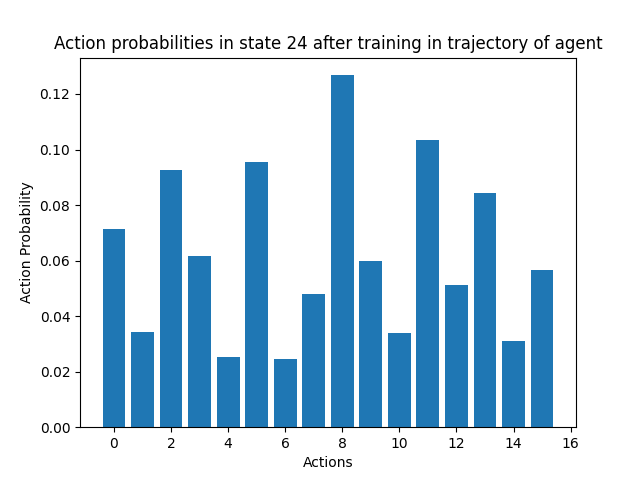 Action probabilities in state 24 after training in trajectory of agent
0.12
0.10
0.08
0.06
0.04
0.02
0.00
Action Probability
0 2 4 6 8 10 12 14 16
Actions